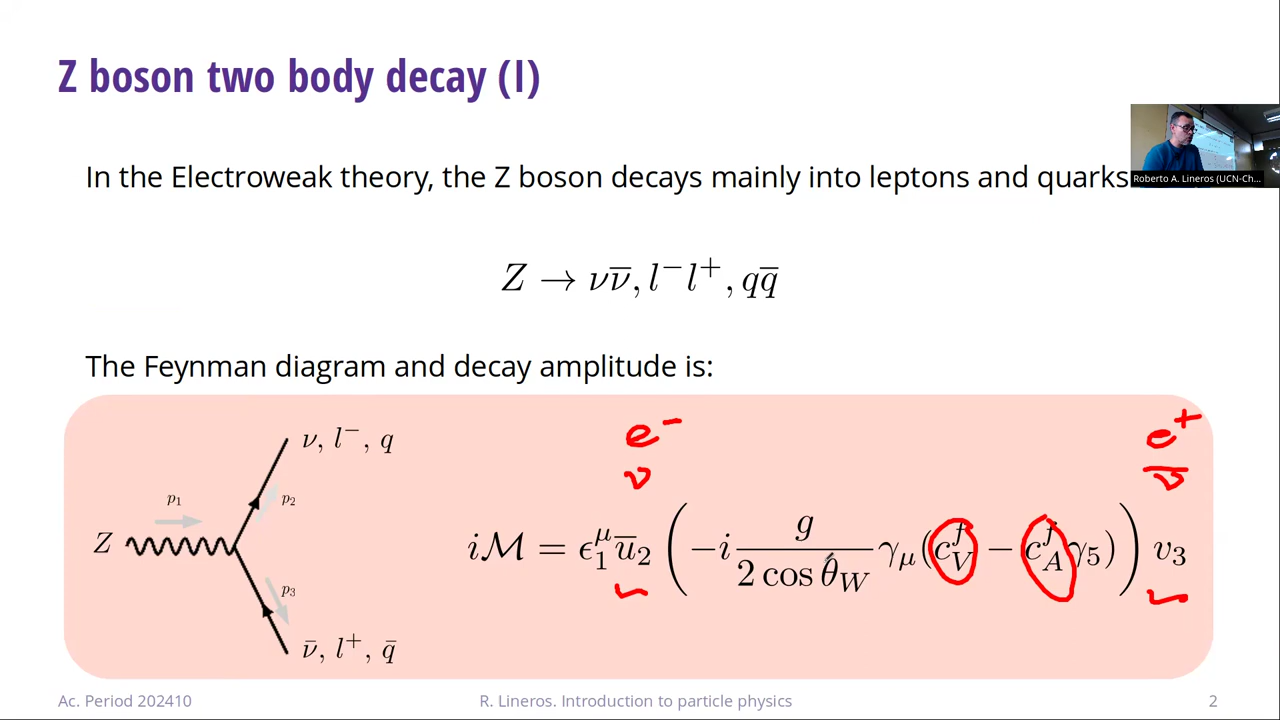 Z boson two body decay (I)
In the Electroweak theory, the Z boson decays mainly into leptons and quarks
Roberto A. Lineros (UCN-Ch...
Z → νν̅, l⁻l⁺, qq̅
The Feynman diagram and decay amplitude is:
e⁻ e⁺
ν ν̅
ν, l⁻, q
p₁ p₂
Z
iℳ = ϵ₁^μ u̅₂ (−i g / (2 cos θ_W) γ_μ(c_V^f − c_A^f γ₅)) v₃
p₃
ν̄, l⁺, q̄
Ac. Period 202410 R. Lineros. Introduction to particle physics 2